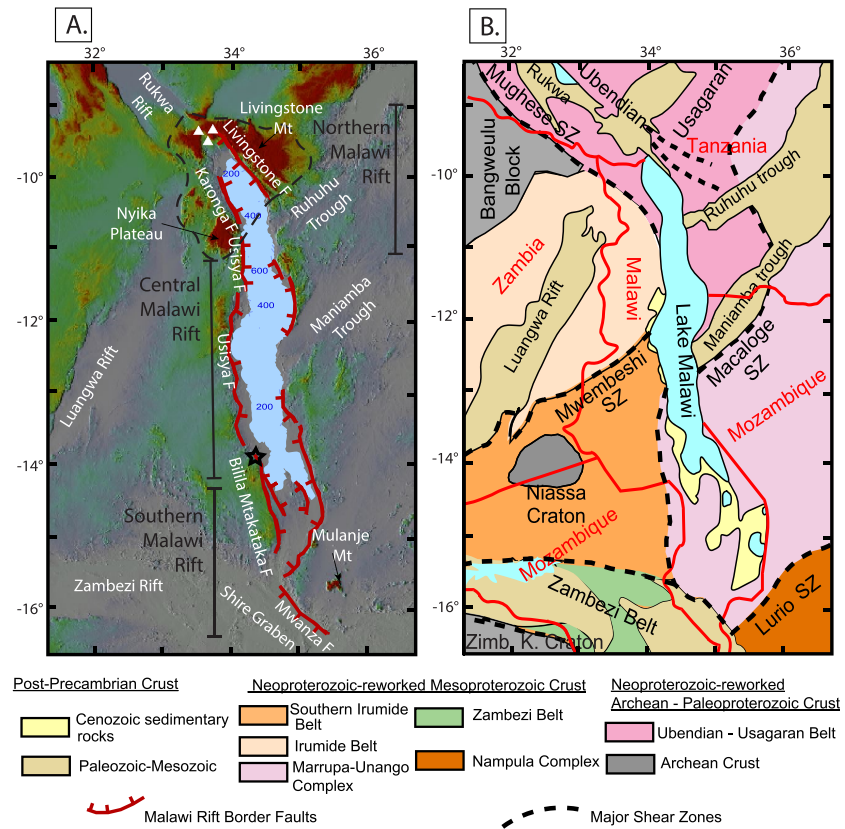 A.
32°
34°
36°
-10°
-12°
-14°
-16°
Rukwa
Rift
Livingstone
Mt
Northern
Malawi
Rift
Livingstone F
Karonga F
Ruhuhu
Trough
Nyika
Plateau
Usisya F
200
400
600
400
200
Central
Malawi
Rift
Maniamba
Trough
Usisya F
Luangwa Rift
Bilila Mtakataka F
Southern
Malawi
Rift
Mulanje
Mt
Zambezi Rift
Shire Graben
Mwanza F
B.
32°
34°
36°
-10°
-12°
-14°
-16°
Rukwa
Ubendian
Usagaran
Mughese SZ
Tanzania
Bangweulu
Block
Ruhuhu trough
Zambia
Malawi
Luangwa Rift
Lake Malawi
Maniamba trough
Macaloge
SZ
Mwembeshi
SZ
Mozambique
Niassa
Craton
Mozambique
Zambezi Belt
Lurio SZ
Zimb. K. Craton
Post-Precambrian Crust
Cenozoic sedimentary
rocks
Paleozoic-Mesozoic
Neoproterozoic-reworked Mesoproterozoic Crust
Southern Irumide
Belt
Irumide Belt
Marrupa-Unango
Complex
Zambezi Belt
Nampula Complex
Neoproterozoic-reworked
Archean - Paleoproterozoic Crust
Ubendian - Usagaran Belt
Archean Crust
Malawi Rift Border Faults
Major Shear Zones